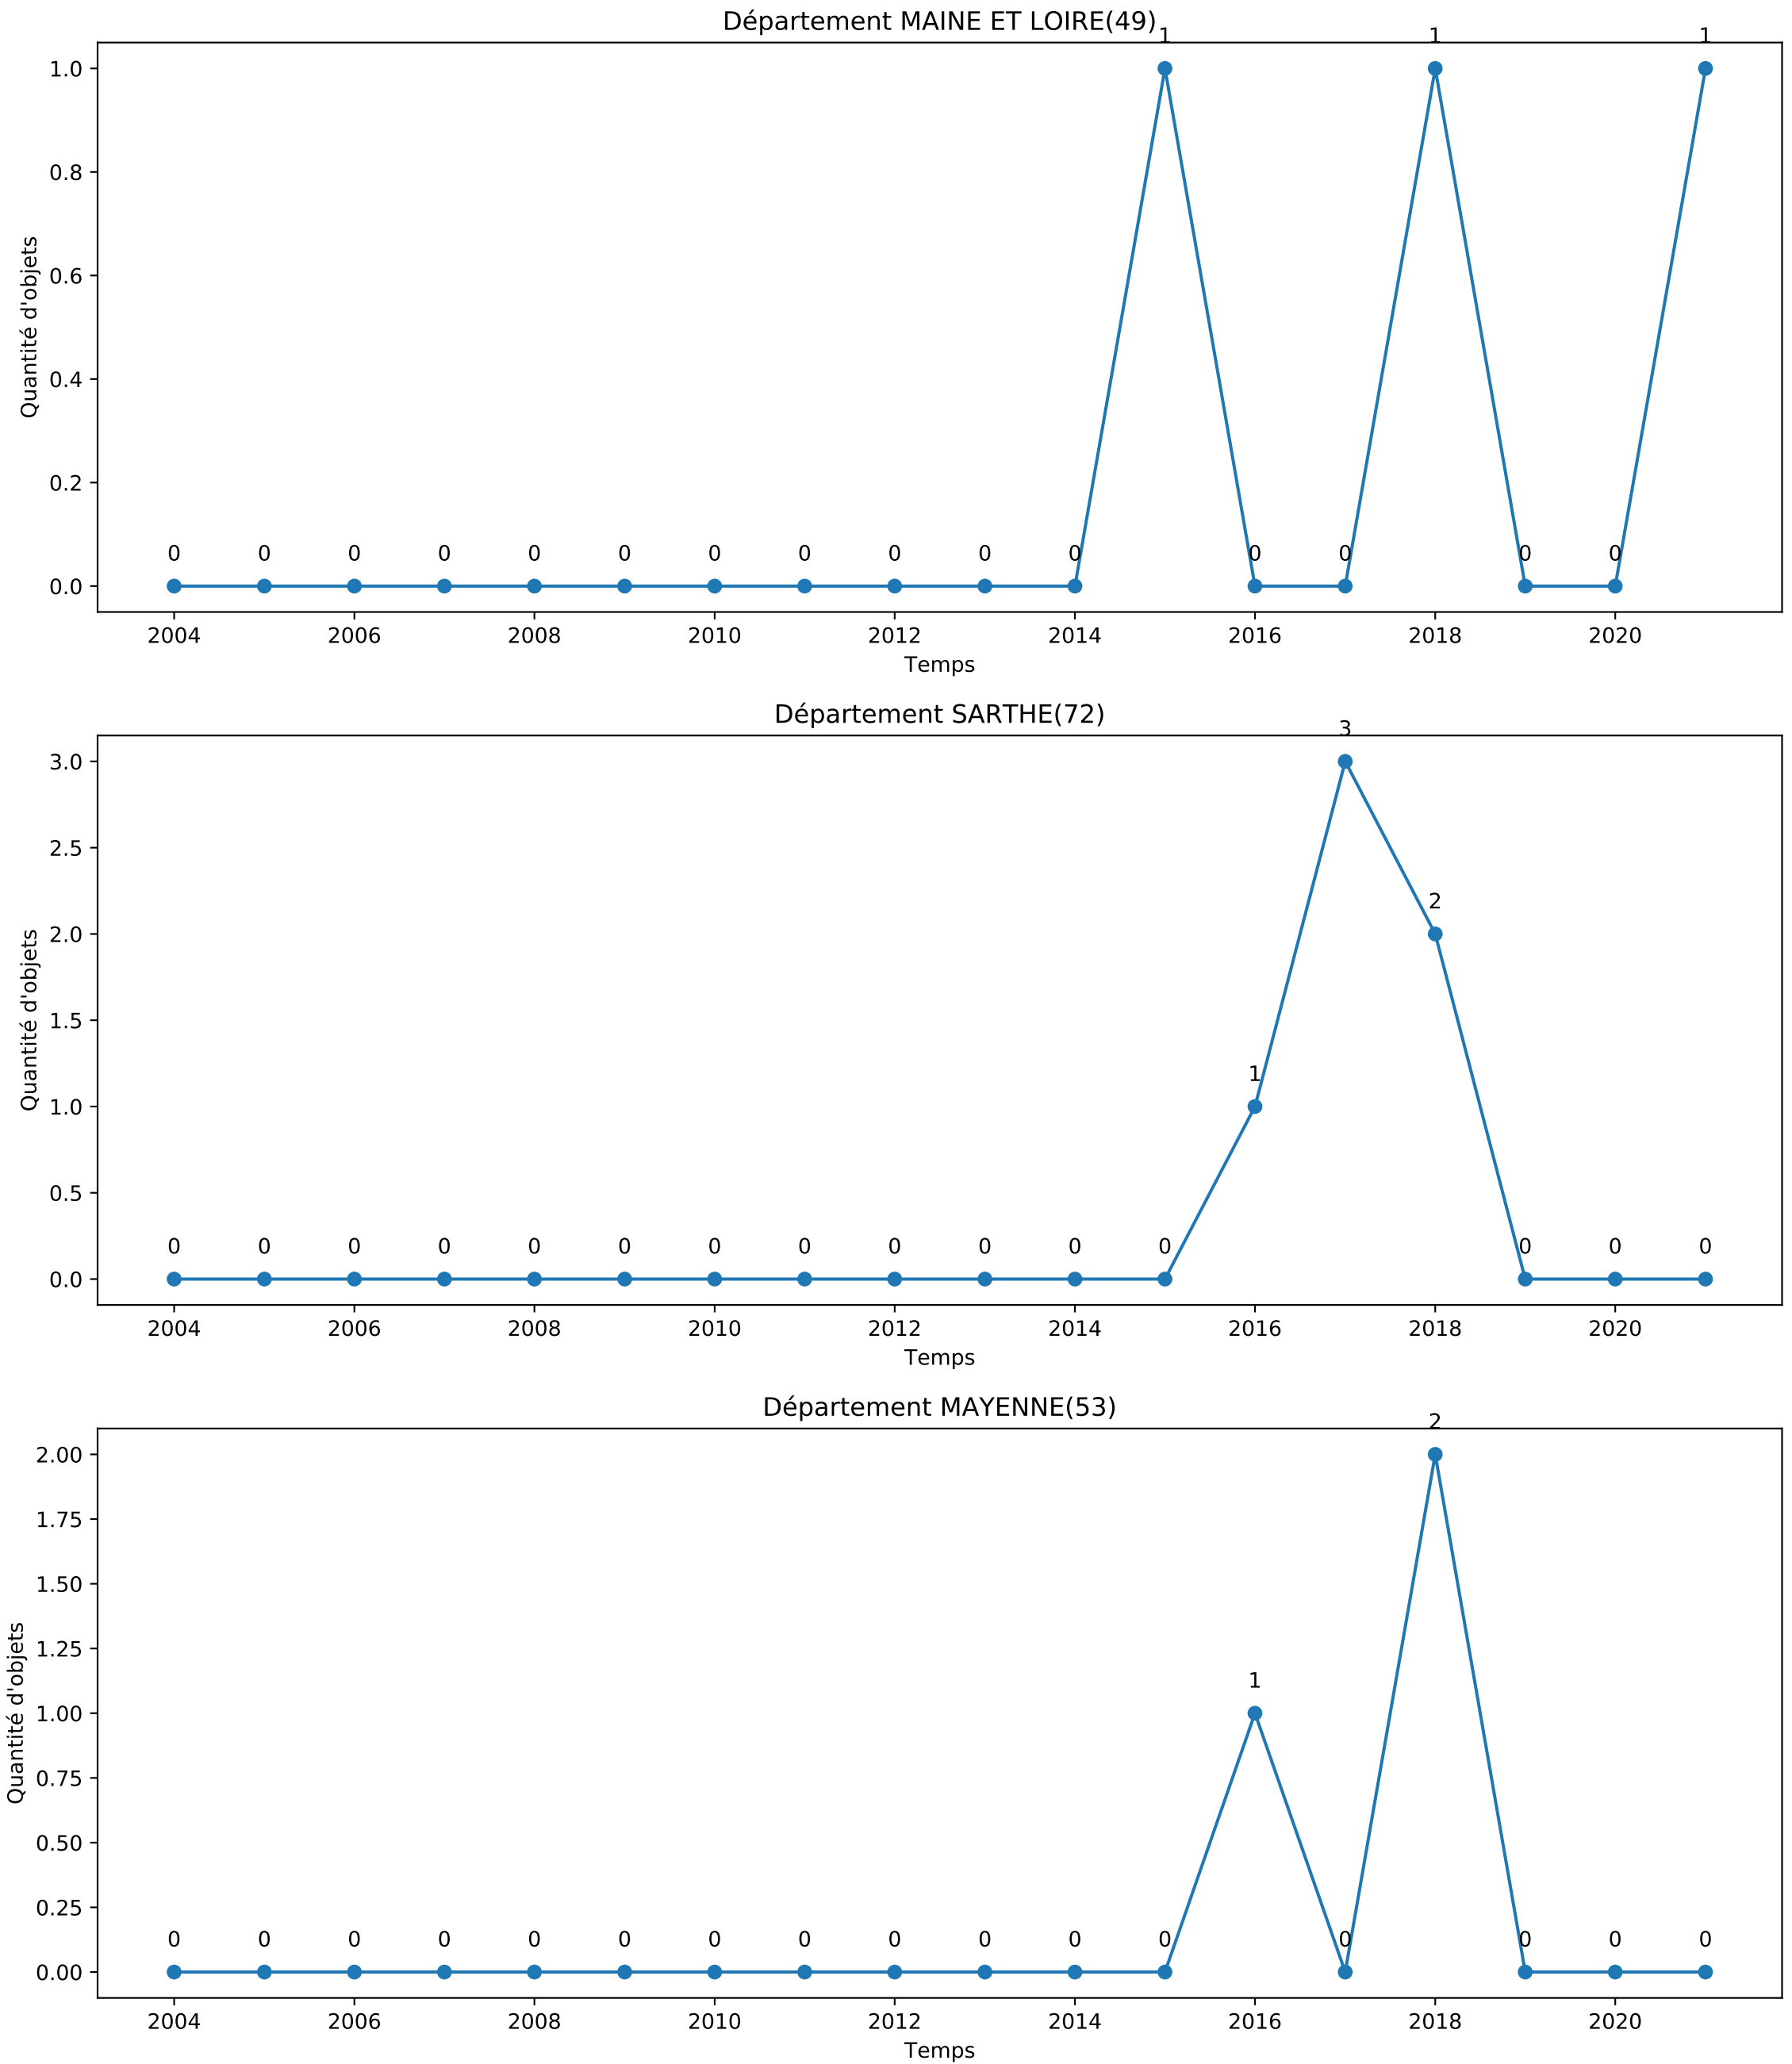 Département MAINE ET LOIRE(49)
1 1 1
1.0
0.8
0.6
0.4
0.2
0.0
Quantité d'objets
0 0 0 0 0 0 0 0 0 0 0 0 0 0 0
2004 2006 2008 2010 2012 2014 2016 2018 2020
Temps
Département SARTHE(72)
3
3.0
2.5
2.0
1.5
1.0
0.5
0.0
Quantité d'objets
2
1
0 0 0 0 0 0 0 0 0 0 0 0 0 0 0
2004 2006 2008 2010 2012 2014 2016 2018 2020
Temps
Département MAYENNE(53)
2
2.00
1.75
1.50
1.25
1.00
0.75
0.50
0.25
0.00
Quantité d'objets
1
0 0 0 0 0 0 0 0 0 0 0 0 0 0 0 0
2004 2006 2008 2010 2012 2014 2016 2018 2020
Temps